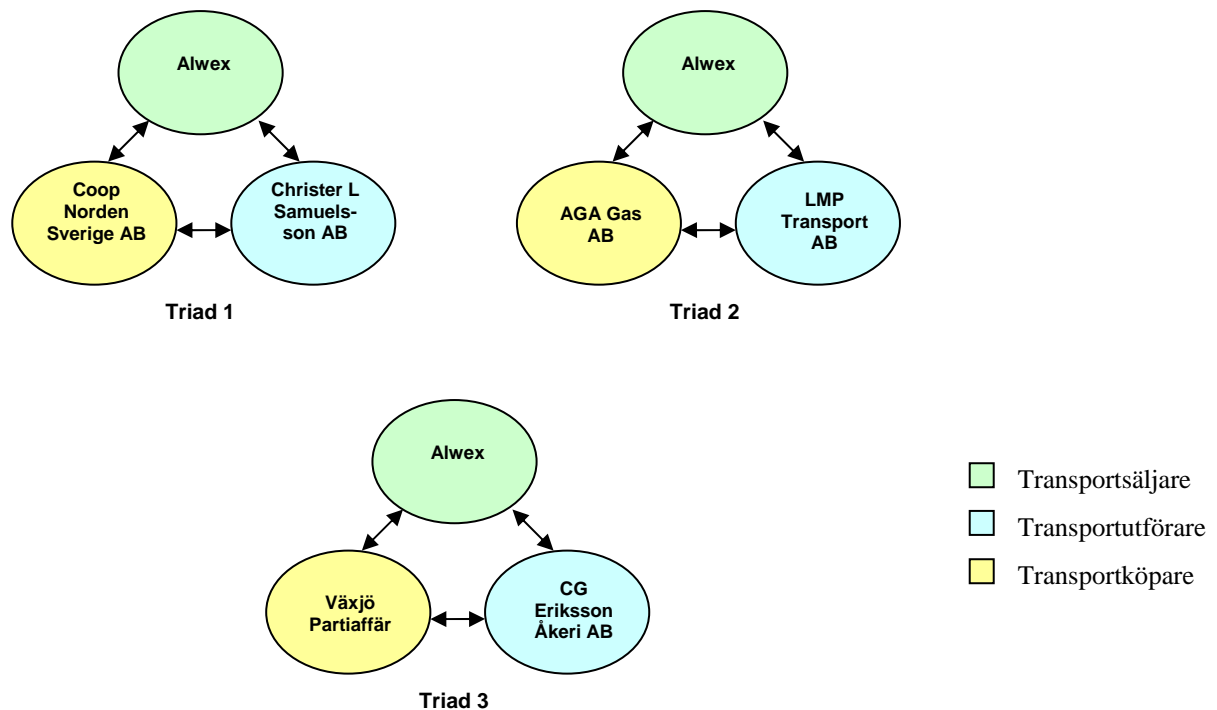 Alwex
Coop
Norden
Sverige AB
Christer L
Samuels-
son AB
Triad 1
Alwex
AGA Gas
AB
LMP
Transport
AB
Triad 2
Alwex
Växjö
Partiaffär
CG
Eriksson
Åkeri AB
Triad 3
Transportsäljare
Transportutförare
Transportköpare